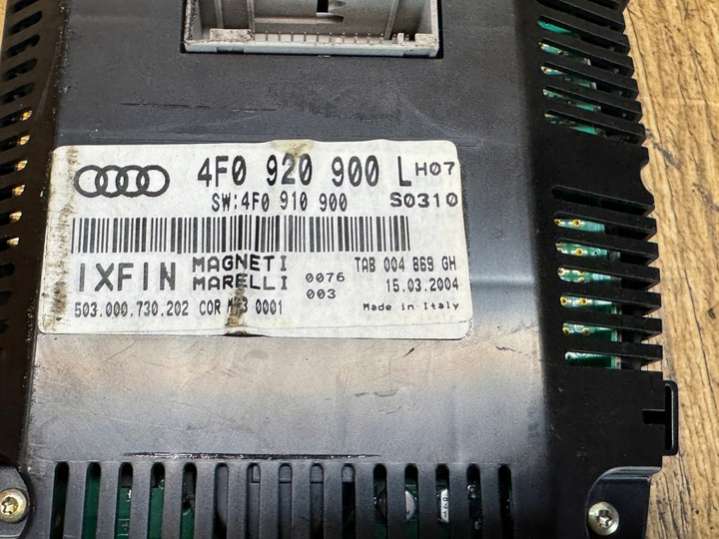 4F0 920 900 L H07
SW:4F0 910 900 S0310
IXFIN MAGNETI MARELLI 0076 003 TAB 004 869 GH
15.03.2004
503.000.730.202 COR 0001 Made in Italy